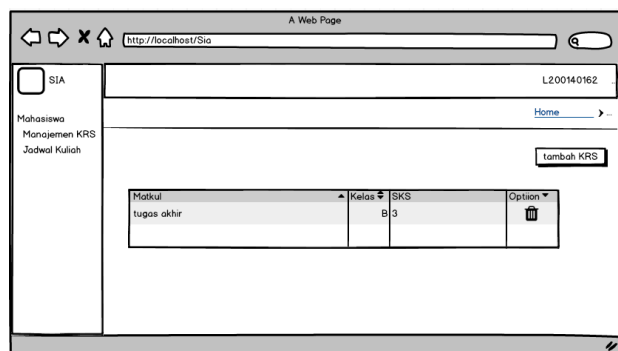 A Web Page
http://localhost/Sia
SIA
L200140162 ..
Home ...
Mahasiswa
Manajemen KRS
Jadwal Kuliah
tambah KRS
Matkul Kelas SKS Optiion
tugas akhir B 3